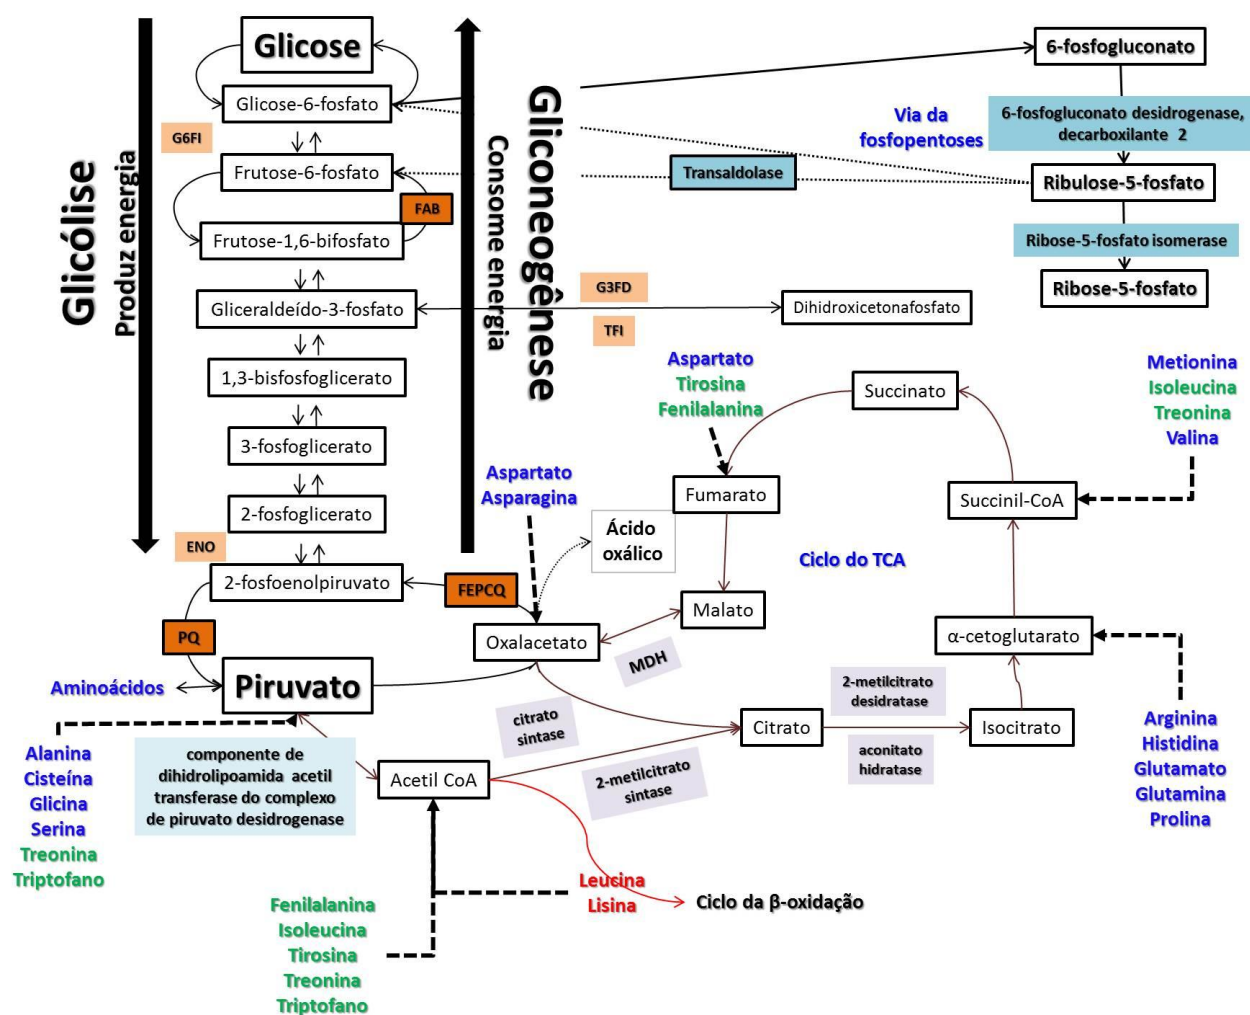 Glicólise
Produz energia
Glicose
Glicose-6-fosfato
G6FI
Frutose-6-fosfato
FAB
Frutose-1,6-bifosfato
Gliceraldeído-3-fosfato
1,3-bisfosfoglicerato
3-fosfoglicerato
2-fosfoglicerato
ENO
2-fosfoenolpiruvato
PQ
FEPCQ
Piruvato
Aminoácidos
Gliconeogênese
Consome energia
6-fosfogluconato
Via da
fosfopentoses
6-fosfogluconato desidrogenase,
decarboxilante 2
Transaldolase
Ribulose-5-fosfato
Ribose-5-fosfato isomerase
Ribose-5-fosfato
G3FD
TFI
Dihidroxicetonafosfato
Aspartato
Tirosina
Fenilalanina
Succinato
Metionina
Isoleucina
Treonina
Valina
Aspartato
Asparagina
Fumarato
Succinil-CoA
Ácido
oxálico
Ciclo do TCA
Malato
Oxalacetato
α-cetoglutarato
MDH
citrato
sintase
2-metilcitrato
desidratase
Citrato
Isocitrato
aconitato
hidratase
2-metilcitrato
sintase
Arginina
Histidina
Glutamato
Glutamina
Prolina
Alanina
Cisteína
Glicina
Serina
Treonina
Triptofano
componente de
dihidrolipoamida acetil
transferase do complexo
de piruvato desidrogenase
Acetil CoA
Leucina
Lisina
Ciclo da β-oxidação
Fenilalanina
Isoleucina
Tirosina
Treonina
Triptofano